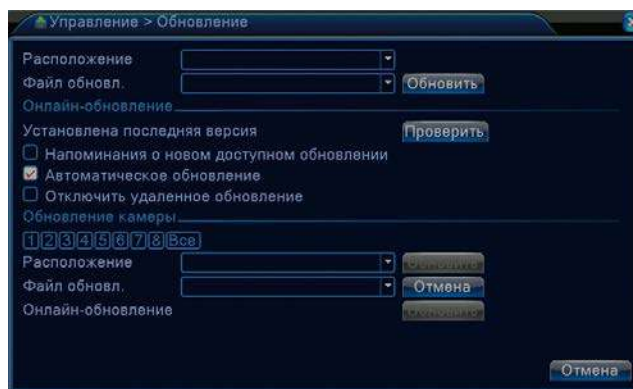 Управление > Обновление
Расположение
Файл обновл. Обновить
Онлайн-обновление
Установлена последняя версия Проверить
Напоминания о новом доступном обновлении
Автоматическое обновление
Отключить удаленное обновление
Обновление камеры
1 2 3 4 5 6 7 8 Все
Расположение Обновить
Файл обновл. Отмена
Онлайн-обновление Обновить
Отмена